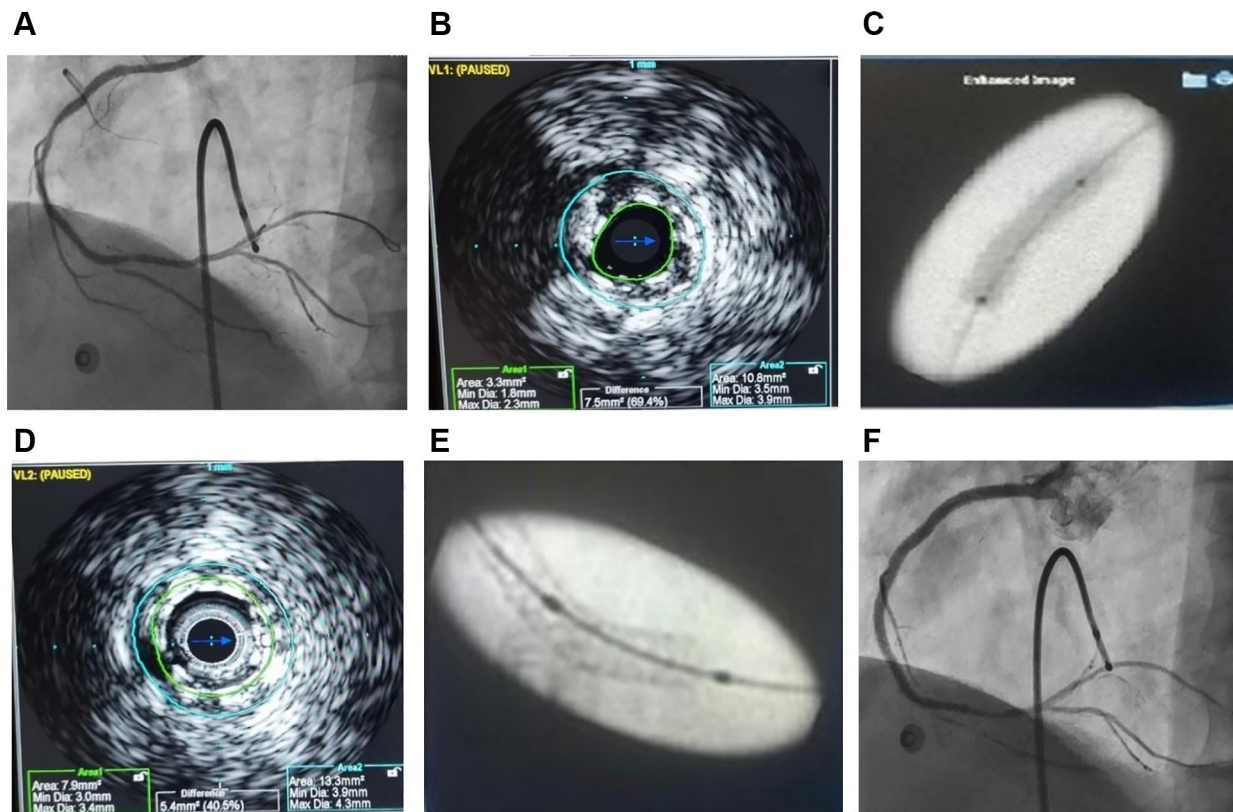 A
B
C
VL1: (PAUSED)
1 mm
Enhanced Image
Area1
Area: 3.3mm²
Min Dia: 1.8mm
Max Dia: 2.3mm
Difference
7.5mm² (69.4%)
Area2
Area: 10.8mm²
Min Dia: 3.5mm
Max Dia: 3.9mm
D
E
F
VL2: (PAUSED)
1 mm
Area1
Area: 7.9mm²
Min Dia: 3.0mm
Max Dia: 3.4mm
Difference
5.4mm² (40.5%)
Area2
Area: 13.3mm²
Min Dia: 3.9mm
Max Dia: 4.3mm